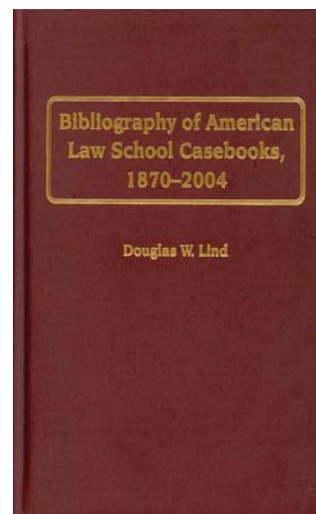 Bibliography of American
Law School Casebooks,
1870–2004
Douglas W. Lind